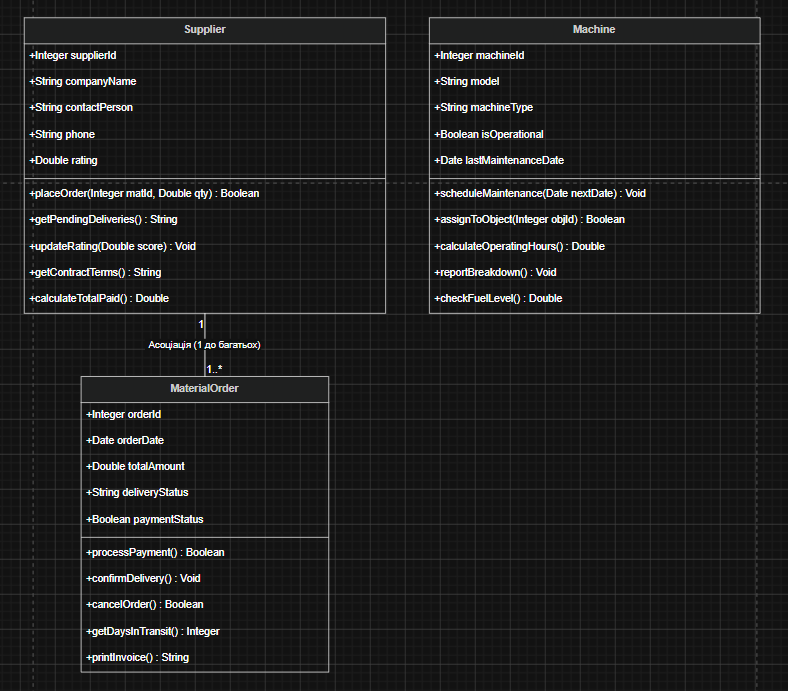 Supplier
+Integer supplierId
+String companyName
+String contactPerson
+String phone
+Double rating
+placeOrder(Integer matId, Double qty) : Boolean
+getPendingDeliveries() : String
+updateRating(Double score) : Void
+getContractTerms() : String
+calculateTotalPaid() : Double
Machine
+Integer machineId
+String model
+String machineType
+Boolean isOperational
+Date lastMaintenanceDate
+scheduleMaintenance(Date nextDate) : Void
+assignToObject(Integer objId) : Boolean
+calculateOperatingHours() : Double
+reportBreakdown() : Void
+checkFuelLevel() : Double
1
Асоціація (1 до багатьох)
1..*
MaterialOrder
+Integer orderId
+Date orderDate
+Double totalAmount
+String deliveryStatus
+Boolean paymentStatus
+processPayment() : Boolean
+confirmDelivery() : Void
+cancelOrder() : Boolean
+getDaysInTransit() : Integer
+printInvoice() : String